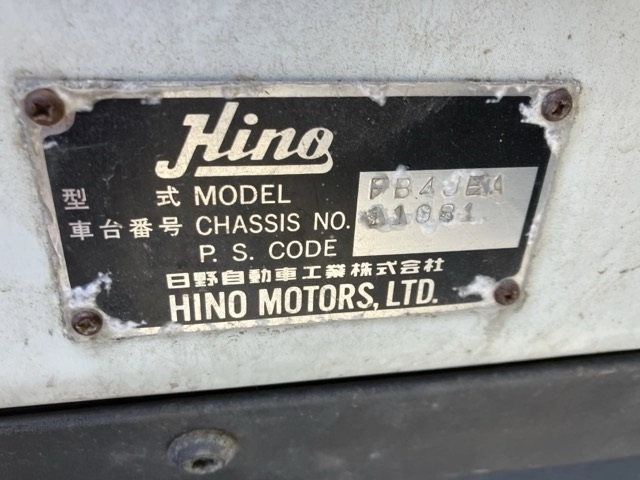 Hino
型 式 MODEL
車台番号 CHASSIS NO. 11081
P. S. CODE
日野自動車工業株式会社
HINO MOTORS, LTD.